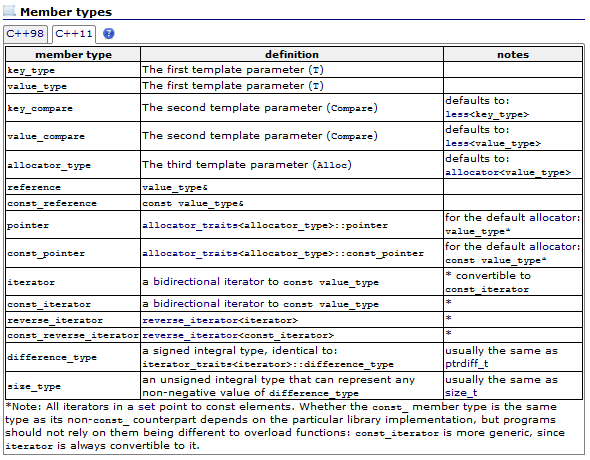 Member types
C++98 C++11 ?
member type definition notes
key_type The first template parameter (T)
value_type The first template parameter (T)
key_compare The second template parameter (Compare) defaults to:
less<key_type>
value_compare The second template parameter (Compare) defaults to:
less<value_type>
allocator_type The third template parameter (Alloc) defaults to:
allocator<value_type>
reference value_type&
const_reference const value_type&
pointer allocator_traits<allocator_type>::pointer for the default allocator:
value_type*
const_pointer allocator_traits<allocator_type>::const_pointer for the default allocator:
const value_type*
iterator a bidirectional iterator to const value_type * convertible to
const_iterator
const_iterator a bidirectional iterator to const value_type *
reverse_iterator reverse_iterator<iterator> *
const_reverse_iterator reverse_iterator<const_iterator> *
difference_type a signed integral type, identical to:
iterator_traits<iterator>::difference_type usually the same as
ptrdiff_t
size_type an unsigned integral type that can represent any
non-negative value of difference_type usually the same as
size_t
*Note: All iterators in a set point to const elements. Whether the const_ member type is the same
type as its non-const_ counterpart depends on the particular library implementation, but programs
should not rely on them being different to overload functions: const_iterator is more generic, since
iterator is always convertible to it.